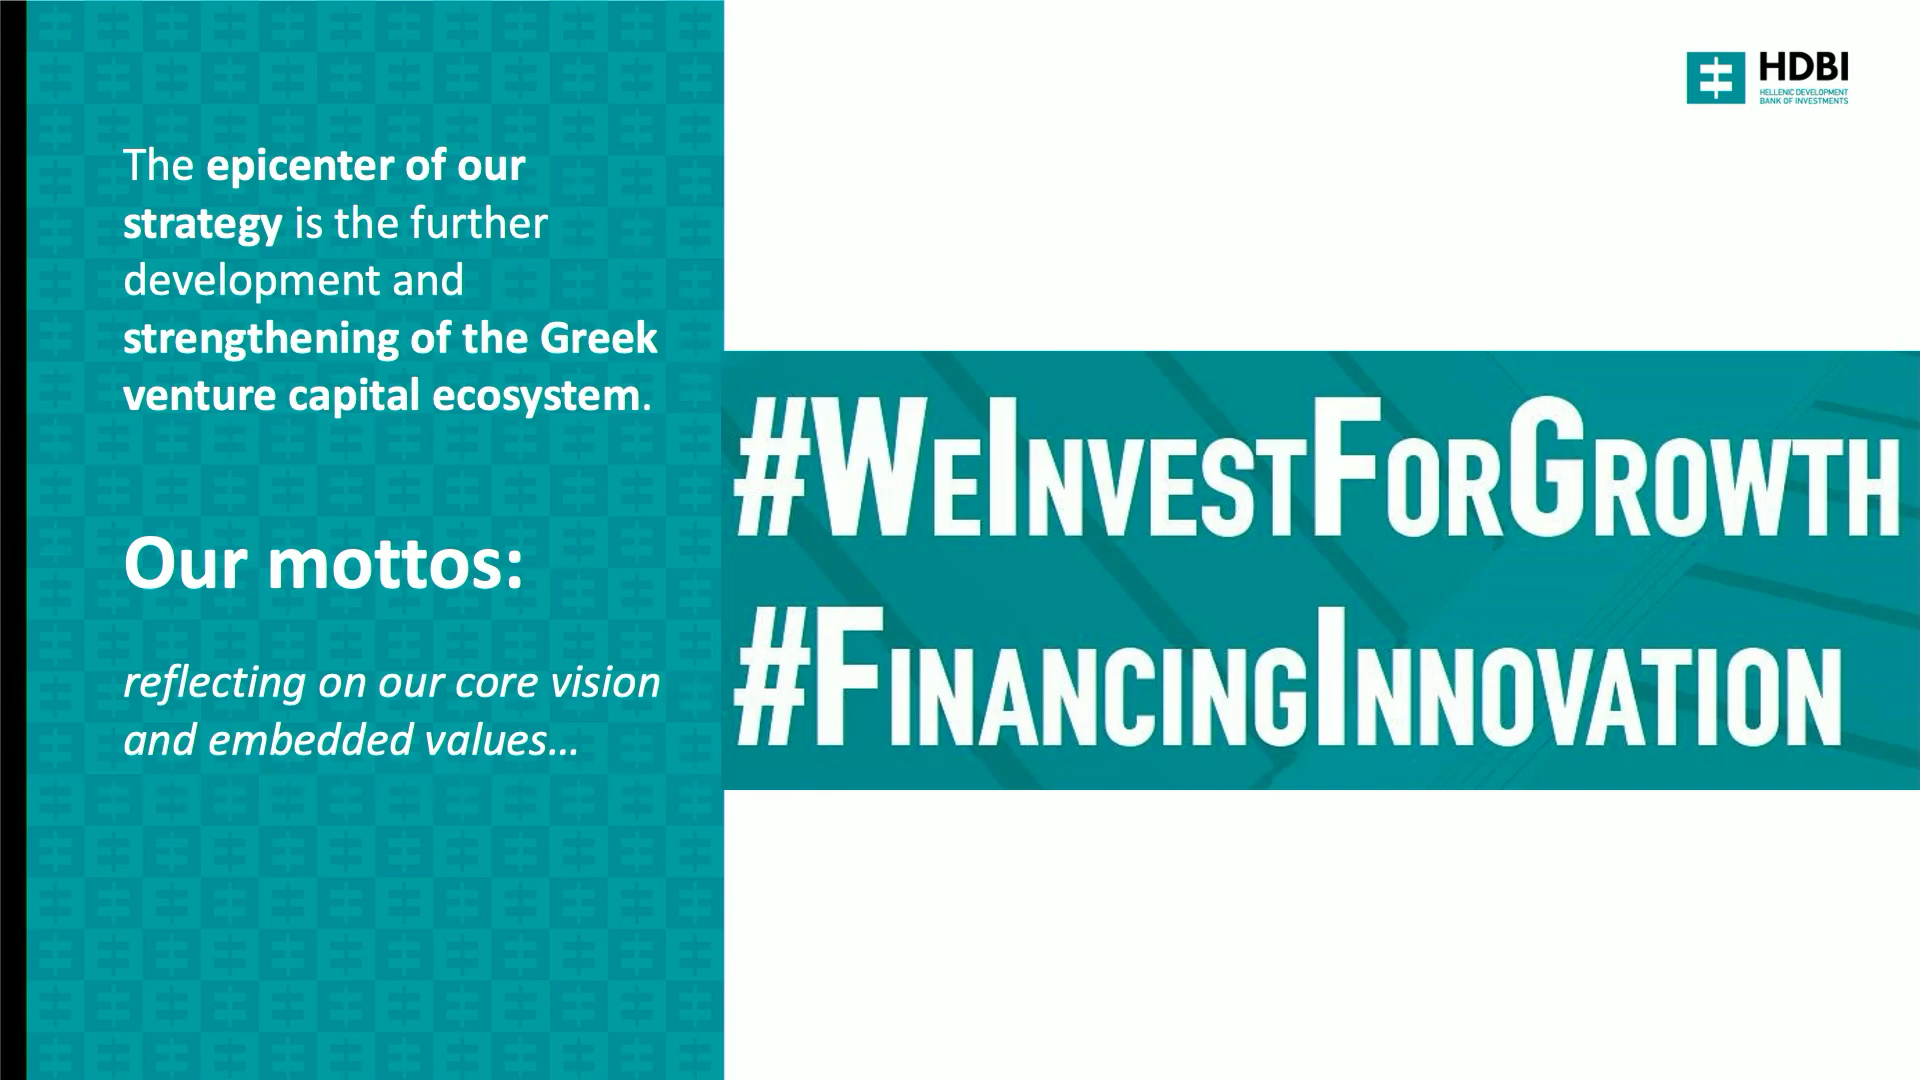 HDBI
HELLENIC DEVELOPMENT
BANK OF INVESTMENTS
The epicenter of our
strategy is the further
development and
strengthening of the Greek
venture capital ecosystem.
Our mottos:
reflecting on our core vision
and embedded values...
#WeInvestForGrowth
#FinancingInnovation